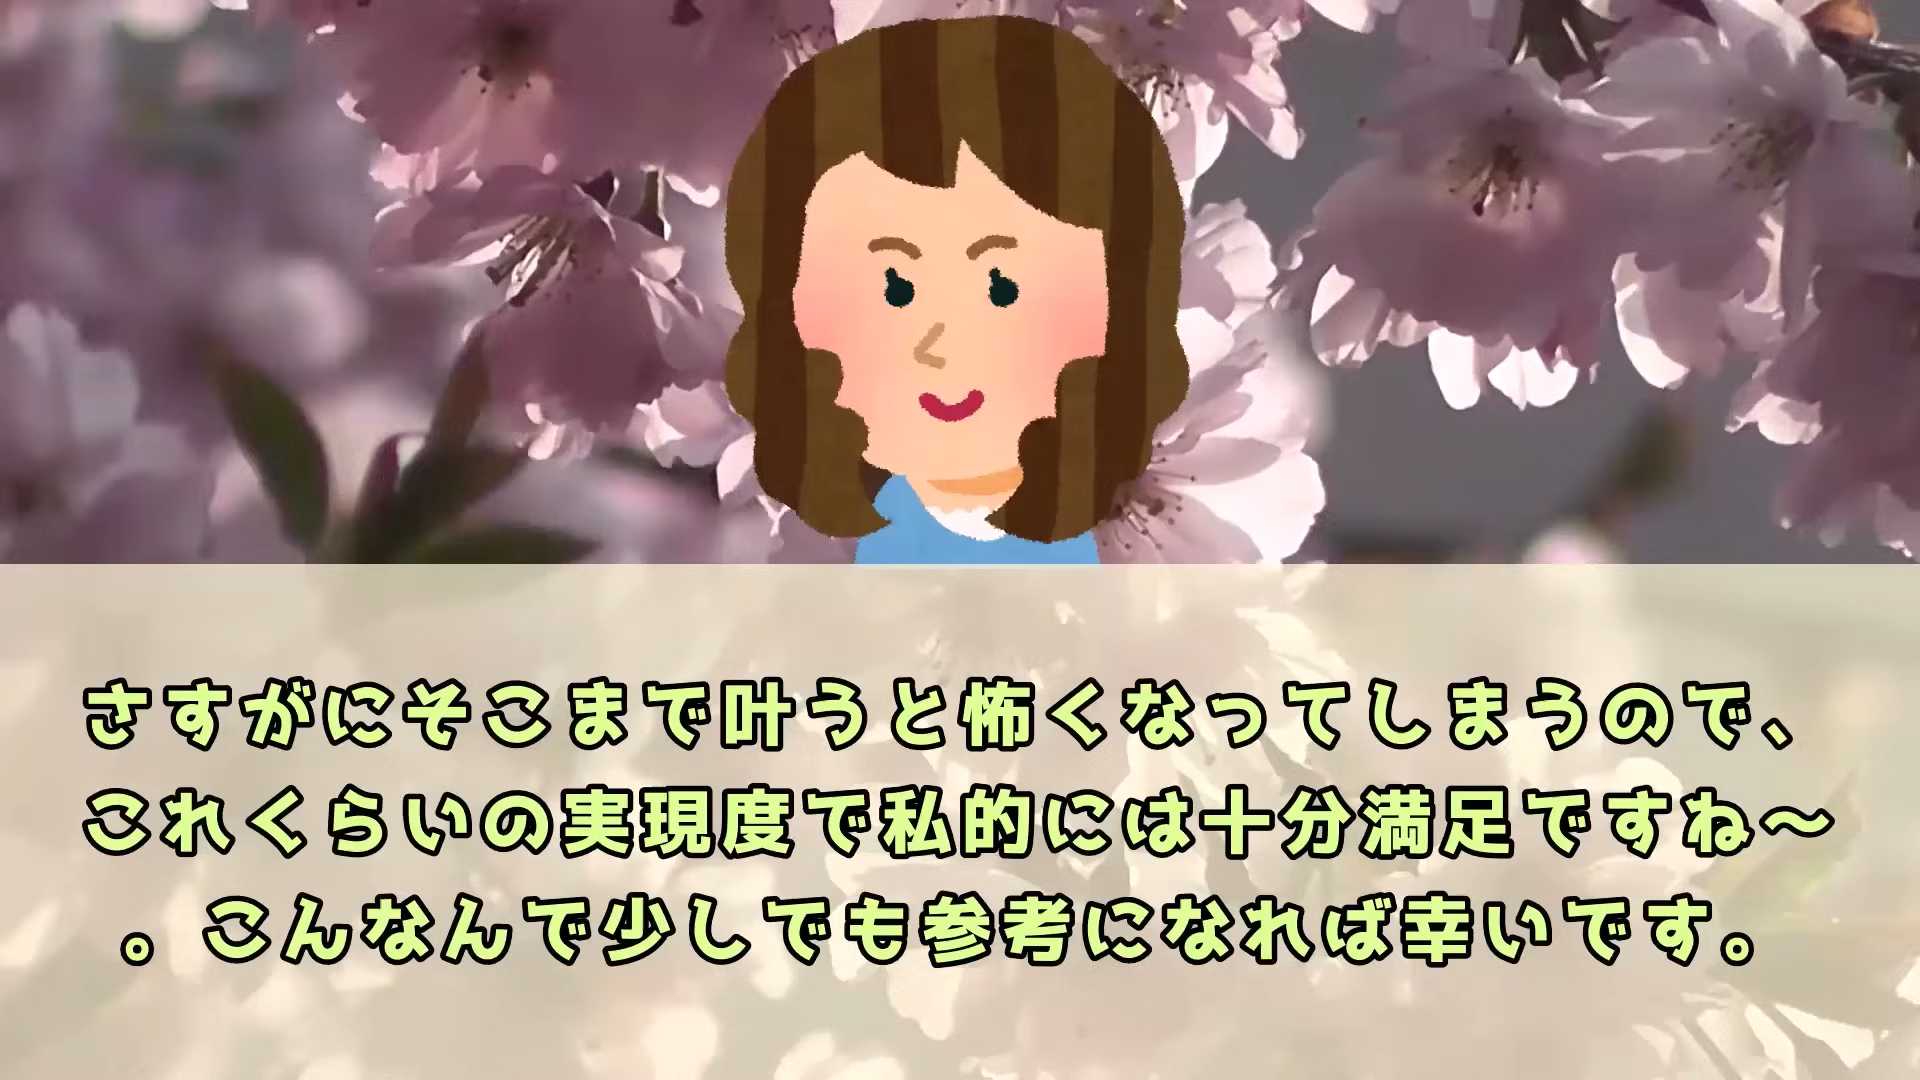 さすがにそこまで叶うと怖くなってしまうので、
これくらいの実現度で私的には十分満足ですね～
。こんなんで少しでも参考になれば幸いです。